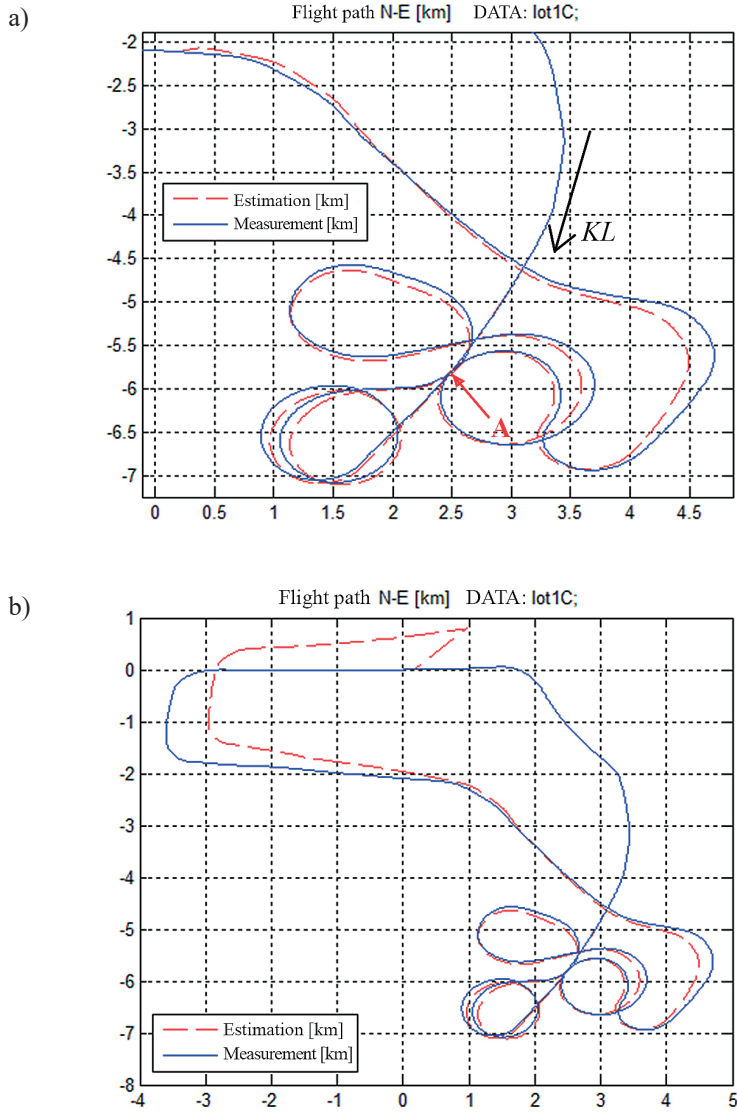 a)
Flight path N-E [km] DATA: lot1C;
-2
-2.5
-3
-3.5
-4
-4.5
-5
-5.5
-6
-6.5
-7
Estimation [km]
Measurement [km]
KL
A
0 0.5 1 1.5 2 2.5 3 3.5 4 4.5
b)
Flight path N-E [km] DATA: lot1C;
1
0
-1
-2
-3
-4
-5
-6
-7
-8
Estimation [km]
Measurement [km]
-4 -3 -2 -1 0 1 2 3 4 5